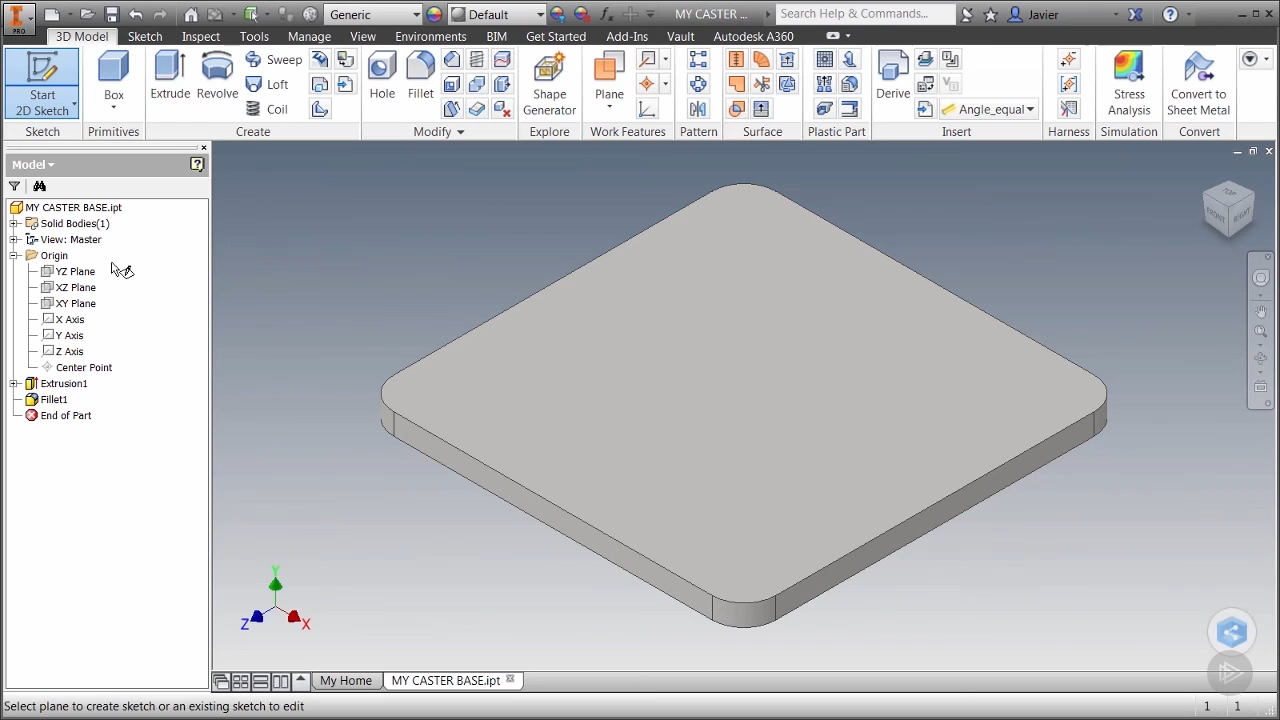 PRO
Generic
Default
MY CASTER ...
Search Help & Commands...
Javier
3D Model
Sketch
Inspect
Tools
Manage
View
Environments
BIM
Get Started
Add-Ins
Vault
Autodesk A360
Start
2D Sketch
Box
Extrude
Revolve
Sweep
Loft
Coil
Hole
Fillet
Shape
Generator
Plane
Derive
Angle_equal
Stress
Analysis
Convert to
Sheet Metal
Sketch
Primitives
Create
Modify
Explore
Work Features
Pattern
Surface
Plastic Part
Insert
Harness
Simulation
Convert
Model
MY CASTER BASE.ipt
Solid Bodies(1)
View: Master
Origin
YZ Plane
XZ Plane
XY Plane
X Axis
Y Axis
Z Axis
Center Point
Extrusion1
Fillet1
End of Part
TOP
FRONT
RIGHT
Y
Z
X
My Home
MY CASTER BASE.ipt
Select plane to create sketch or an existing sketch to edit
1
1